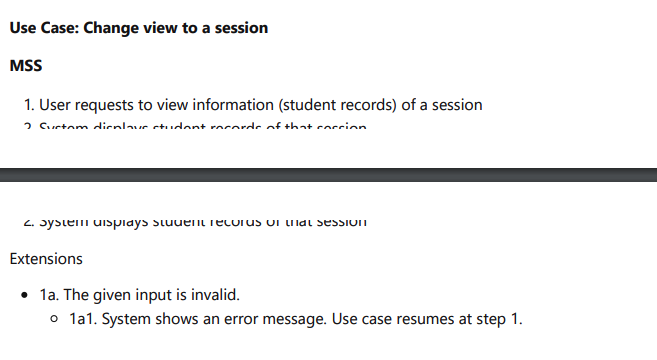 Use Case: Change view to a session
MSS
1. User requests to view information (student records) of a session
2. System displays student records of that session
2. System displays student records of that session
Extensions
• 1a. The given input is invalid.
◦ 1a1. System shows an error message. Use case resumes at step 1.